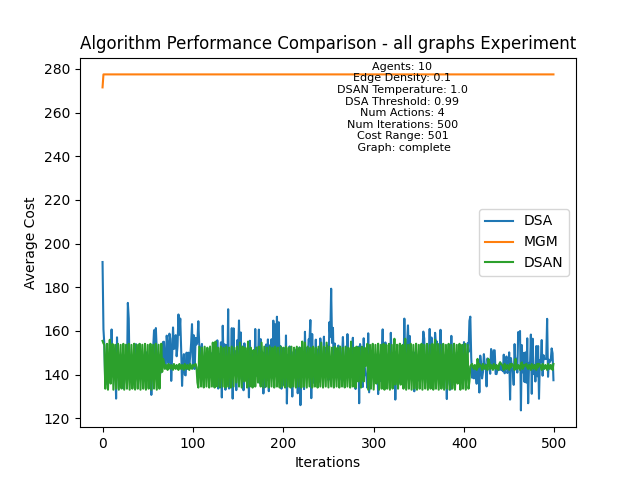 Algorithm Performance Comparison - all graphs Experiment
280
260
240
220
200
180
160
140
120
Average Cost
Agents: 10
Edge Density: 0.1
DSAN Temperature: 1.0
DSA Threshold: 0.99
Num Actions: 4
Num Iterations: 500
Cost Range: 501
Graph: complete
DSA
MGM
DSAN
0
100
200
300
400
500
Iterations